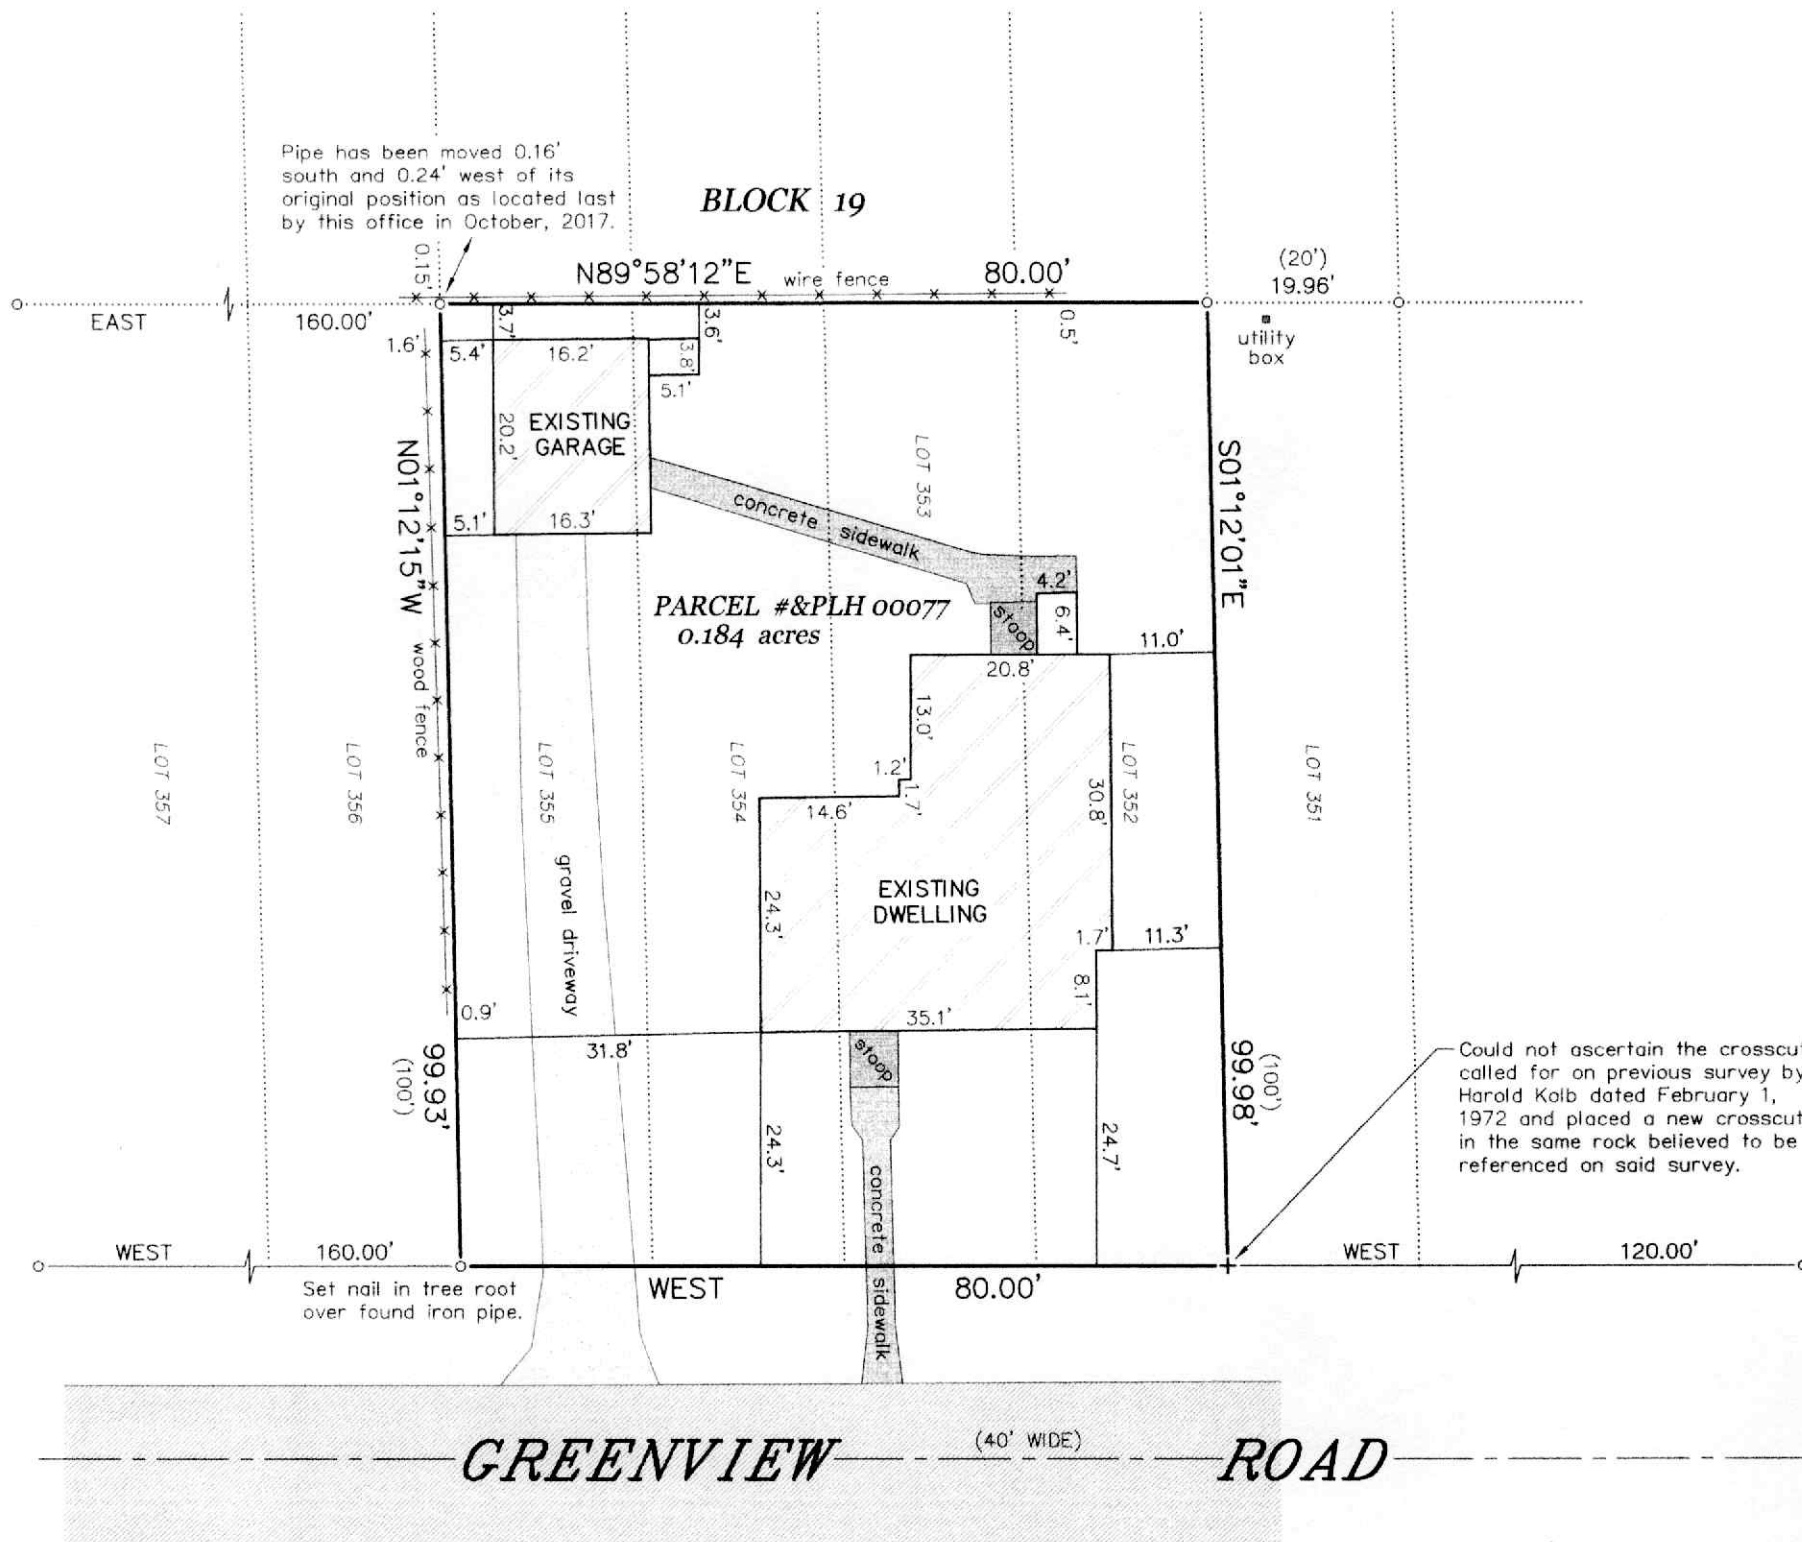 Pipe has been moved 0.16'
south and 0.24' west of its
original position as located last
by this office in October, 2017.
BLOCK 19
0.15'
N89°58'12"E
wire fence
80.00'
(20')
19.96'
EAST
160.00'
3.7'
3.6'
0.5'
utility
box
1.6'
5.4'
16.2'
3.8'
5.1'
EXISTING
GARAGE
20.2'
5.1'
16.3'
N01°12'15"W
S01°12'01"E
LOT 353
concrete sidewalk
4.2'
6.4'
stoop
PARCEL #&PLH 00077
0.184 acres
11.0'
20.8'
13.0'
wood fence
LOT 357
LOT 356
LOT 355
LOT 354
LOT 352
LOT 351
1.2'
1.7'
14.6'
30.8'
gravel driveway
EXISTING
DWELLING
24.3'
1.7'
11.3'
8.1'
0.9'
35.1'
31.8'
stoop
99.93'
(100')
99.98'
(100')
Could not ascertain the crosscut
called for on previous survey by
Harold Kolb dated February 1,
1972 and placed a new crosscut
in the same rock believed to be
referenced on said survey.
24.3'
24.7'
concrete sidewalk
WEST
160.00'
WEST
80.00'
WEST
120.00'
Set nail in tree root
over found iron pipe.
GREENVIEW (40' WIDE) ROAD